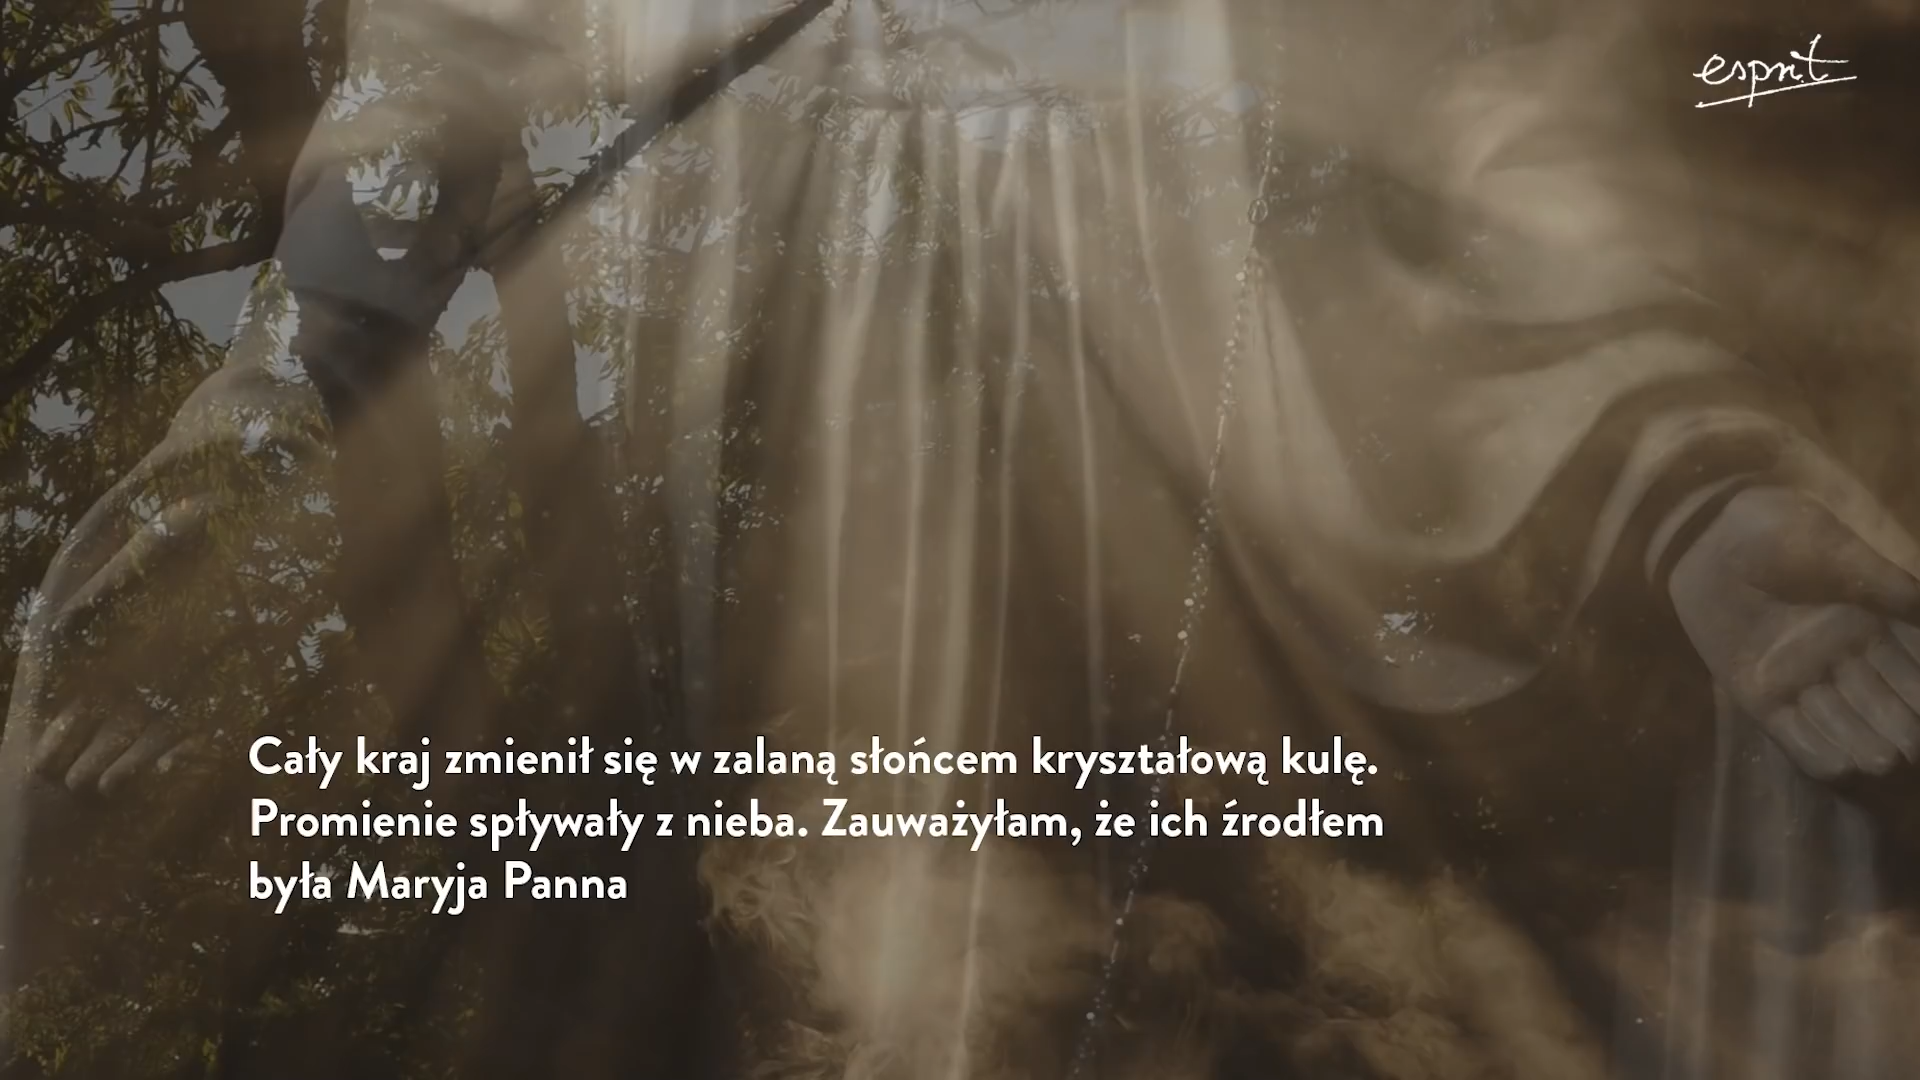 esprit
Cały kraj zmienił się w zalaną słońcem kryształową kulę.
Promienie spływały z nieba. Zauważyłam, że ich źrodłem
była Maryja Panna